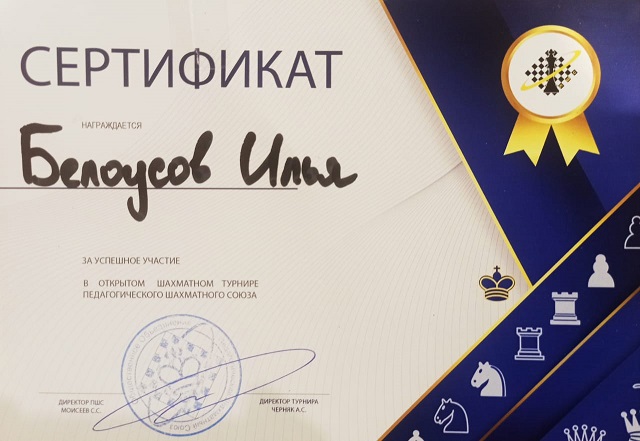 СЕРТИФИКАТ
НАГРАЖДАЕТСЯ
Белоусов Илья
ЗА УСПЕШНОЕ УЧАСТИЕ
В ОТКРЫТОМ ШАХМАТНОМ ТУРНИРЕ
ПЕДАГОГИЧЕСКОГО ШАХМАТНОГО СОЮЗА
ДИРЕКТОР ПШС
МОИСЕЕВ С.С.
ДИРЕКТОР ТУРНИРА
ЧЕРНЯК А.С.